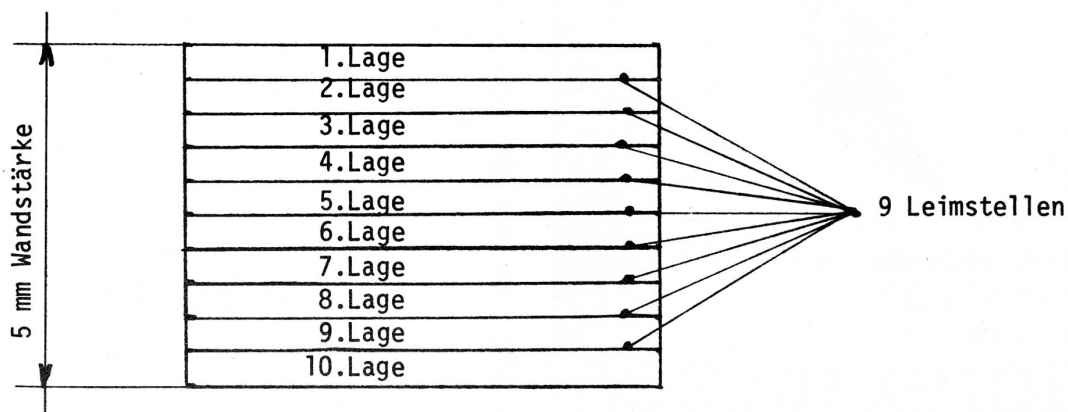 1.Lage
2.Lage
3.Lage
4.Lage
5.Lage
6.Lage
7.Lage
8.Lage
9.Lage
10.Lage
5 mm Wandstärke
9 Leimstellen